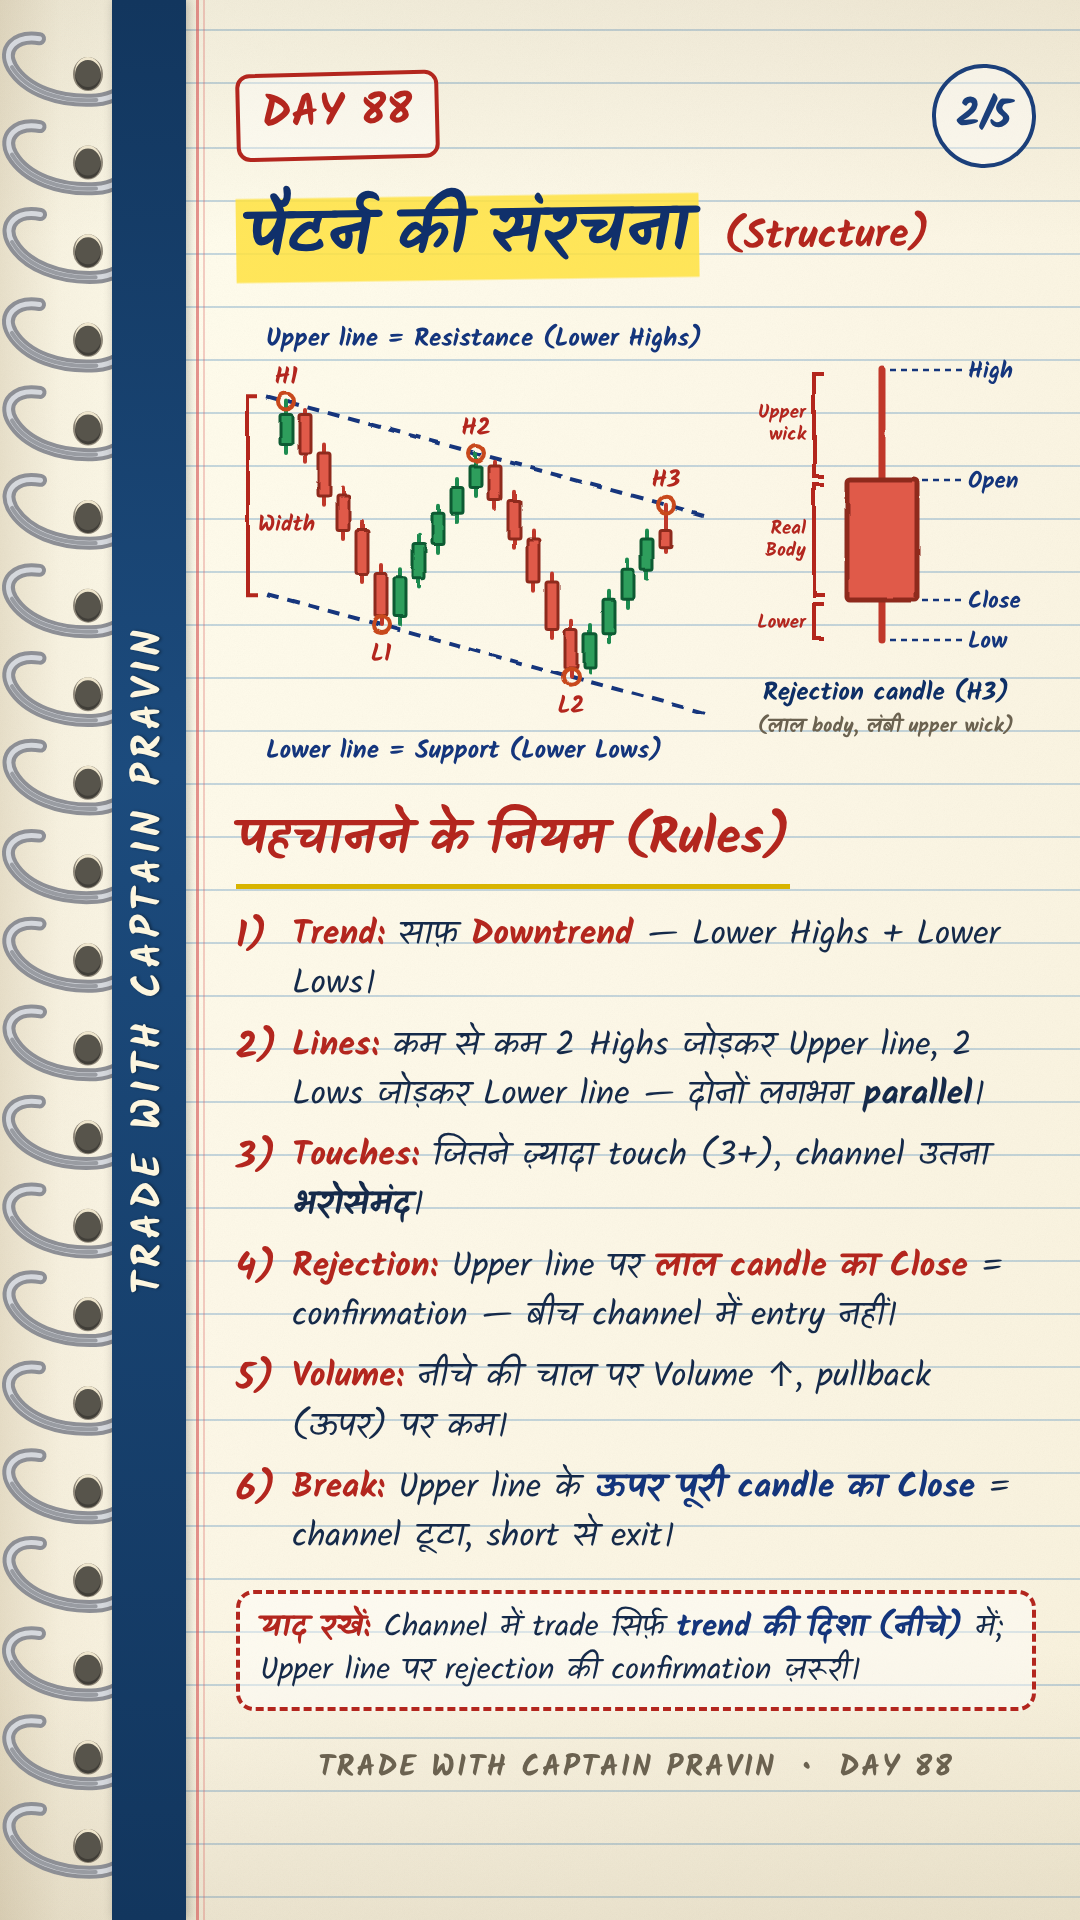 DAY 88
2/5
पैटर्न की संरचना (Structure)
Upper line = Resistance (Lower Highs)
H1
H2
H3
Width
L1
L2
Lower line = Support (Lower Lows)
Upper
wick
Real
Body
Lower
High
Open
Close
Low
Rejection candle (H3)
(लाल body, लंबी upper wick)
पहचानने के नियम (Rules)
1) Trend: साफ़ Downtrend — Lower Highs + Lower
Lows।
2) Lines: कम से कम 2 Highs जोड़कर Upper line, 2
Lows जोड़कर Lower line — दोनों लगभग parallel।
3) Touches: जितने ज़्यादा touch (3+), channel उतना
भरोसेमंद।
4) Rejection: Upper line पर लाल candle का Close =
confirmation — बीच channel में entry नहीं।
5) Volume: नीचे की चाल पर Volume ↑, pullback
(ऊपर) पर कम।
6) Break: Upper line के ऊपर पूरी candle का Close =
channel टूटा, short से exit।
याद रखें: Channel में trade सिर्फ़ trend की दिशा (नीचे) में;
Upper line पर rejection की confirmation ज़रूरी।
TRADE WITH CAPTAIN PRAVIN · DAY 88
TRADE WITH CAPTAIN PRAVIN